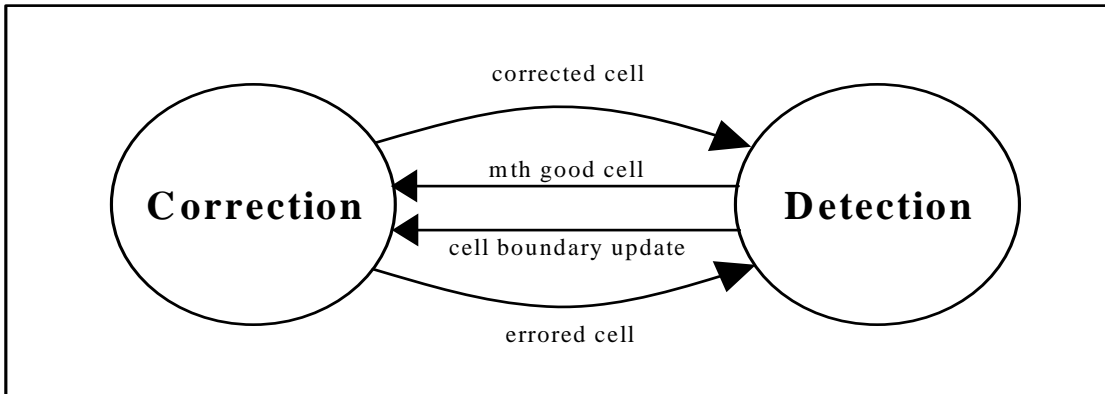 corrected cell
mth good cell
Correction
Detection
cell boundary update
errored cell